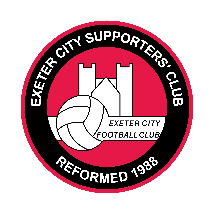 EXETER CITY SUPPORTERS' CLUB
EXETER CITY
FOOTBALL CLUB
REFORMED 1988